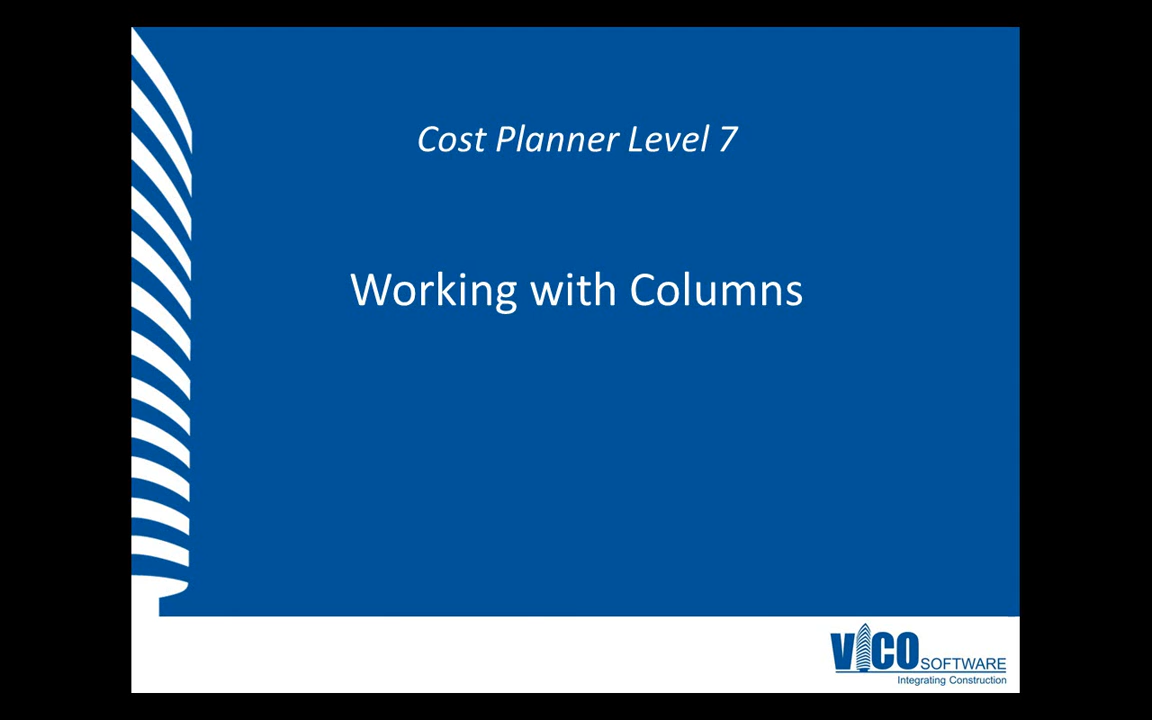 Cost Planner Level 7
Working with Columns
VICO SOFTWARE
Integrating Construction